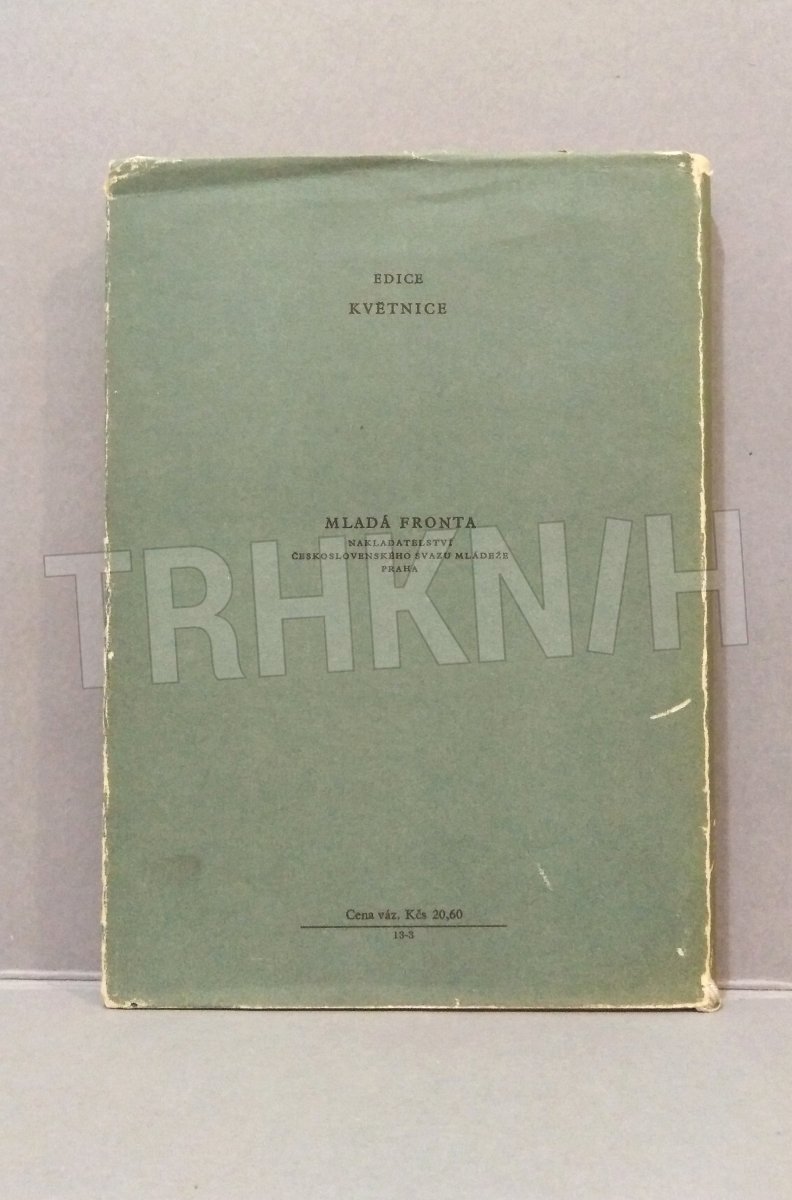 EDICE
KVĚTNICE
MLADÁ FRONTA
NAKLADATELSTVÍ
ČESKOSLOVENSKÉHO SVAZU MLÁDEŽE
PRAHA
TRHKNIH
Cena váz. Kčs 20,60
13-3